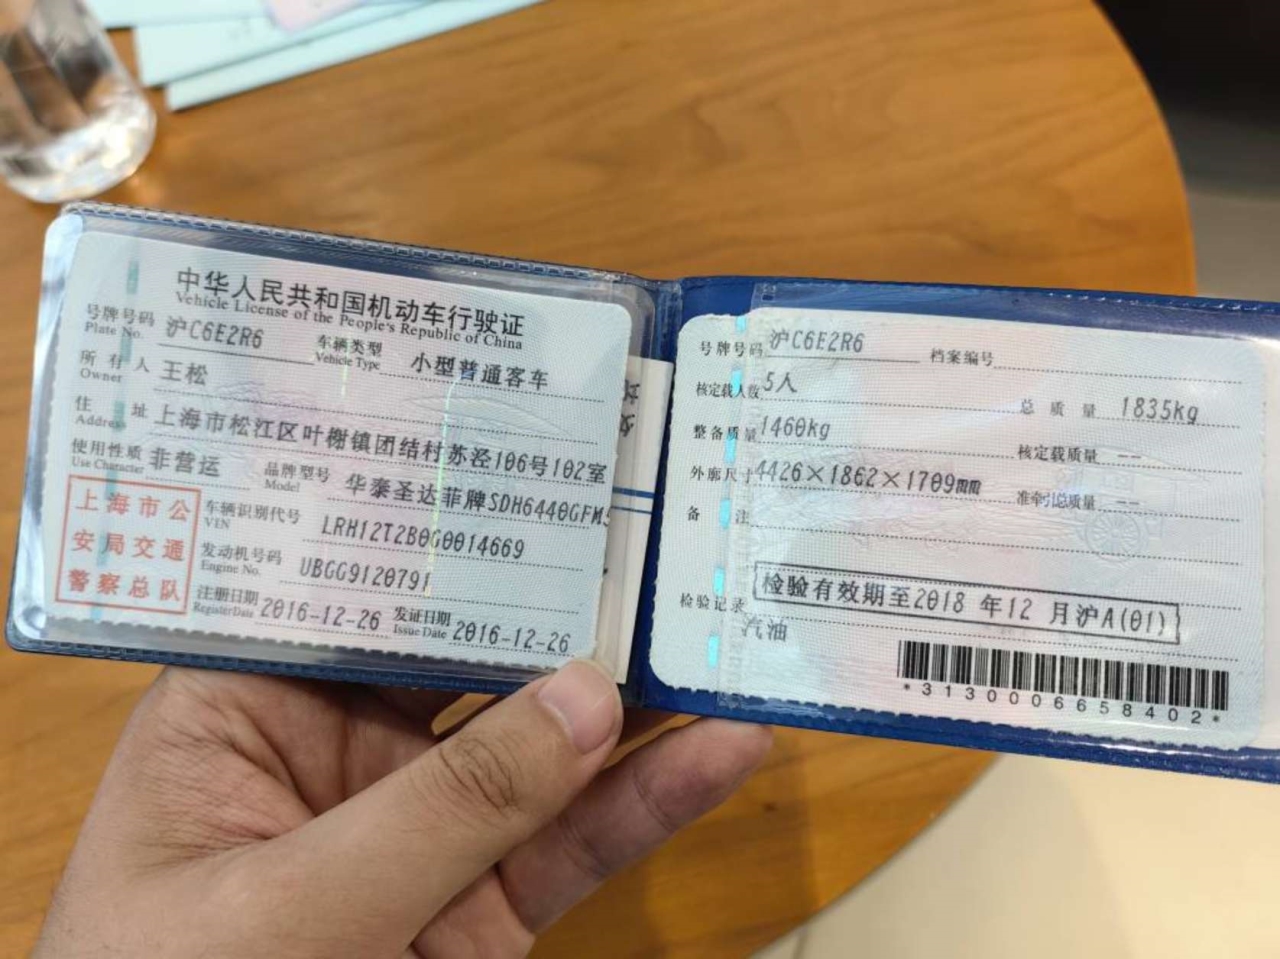 中华人民共和国机动车行驶证
Vehicle License of the People's Republic of China
号牌号码 沪C6E2R6 车辆类型 小型普通客车
Plate No. Vehicle Type
所有人 王松
Owner
住址 上海市松江区叶榭镇团结村苏泾106号102室
Address
使用性质 非营运 品牌型号 华泰圣达菲牌SDH6440GFM
Use Character Model
上海市公
安局交通
警察总队
车辆识别代号 LRH12T2B0G0014669
VIN
发动机号码 UBGG9120791
Engine No.
注册日期 2016-12-26 发证日期 2016-12-26
Register Date Issue Date
号牌号码 沪C6E2R6 档案编号
核定载人数 5人 总质量 1835kg
整备质量 1460kg 核定载质量 --
外廓尺寸 4426×1862×1709mm 准牵引总质量 --
备注
检验记录 检验有效期至2018 年12 月沪A(01)
汽油
*3130006658402*